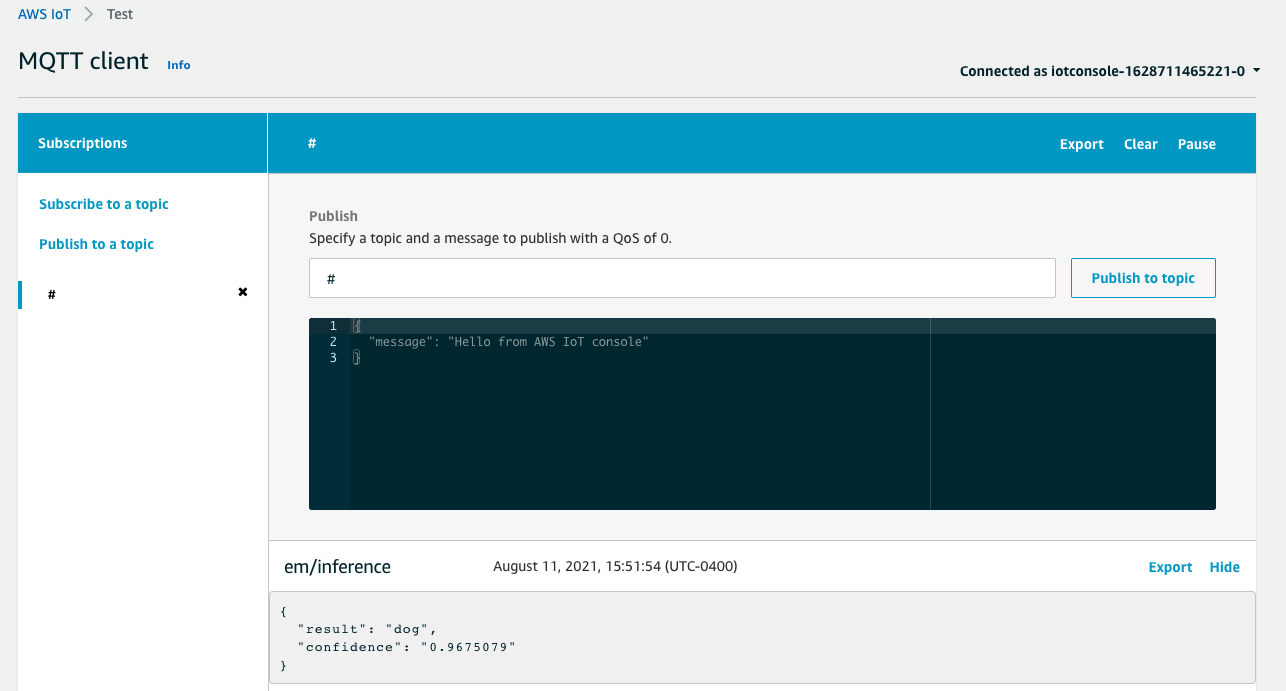 AWS IoT > Test
MQTT client Info
Connected as iotconsole-1628711465221-0
Subscriptions
#
Export Clear Pause
Subscribe to a topic
Publish to a topic
#
Publish
Specify a topic and a message to publish with a QoS of 0.
#
Publish to topic
1 {
2 "message": "Hello from AWS IoT console"
3 }
em/inference August 11, 2021, 15:51:54 (UTC-0400) Export Hide
{
"result": "dog",
"confidence": "0.9675079"
}